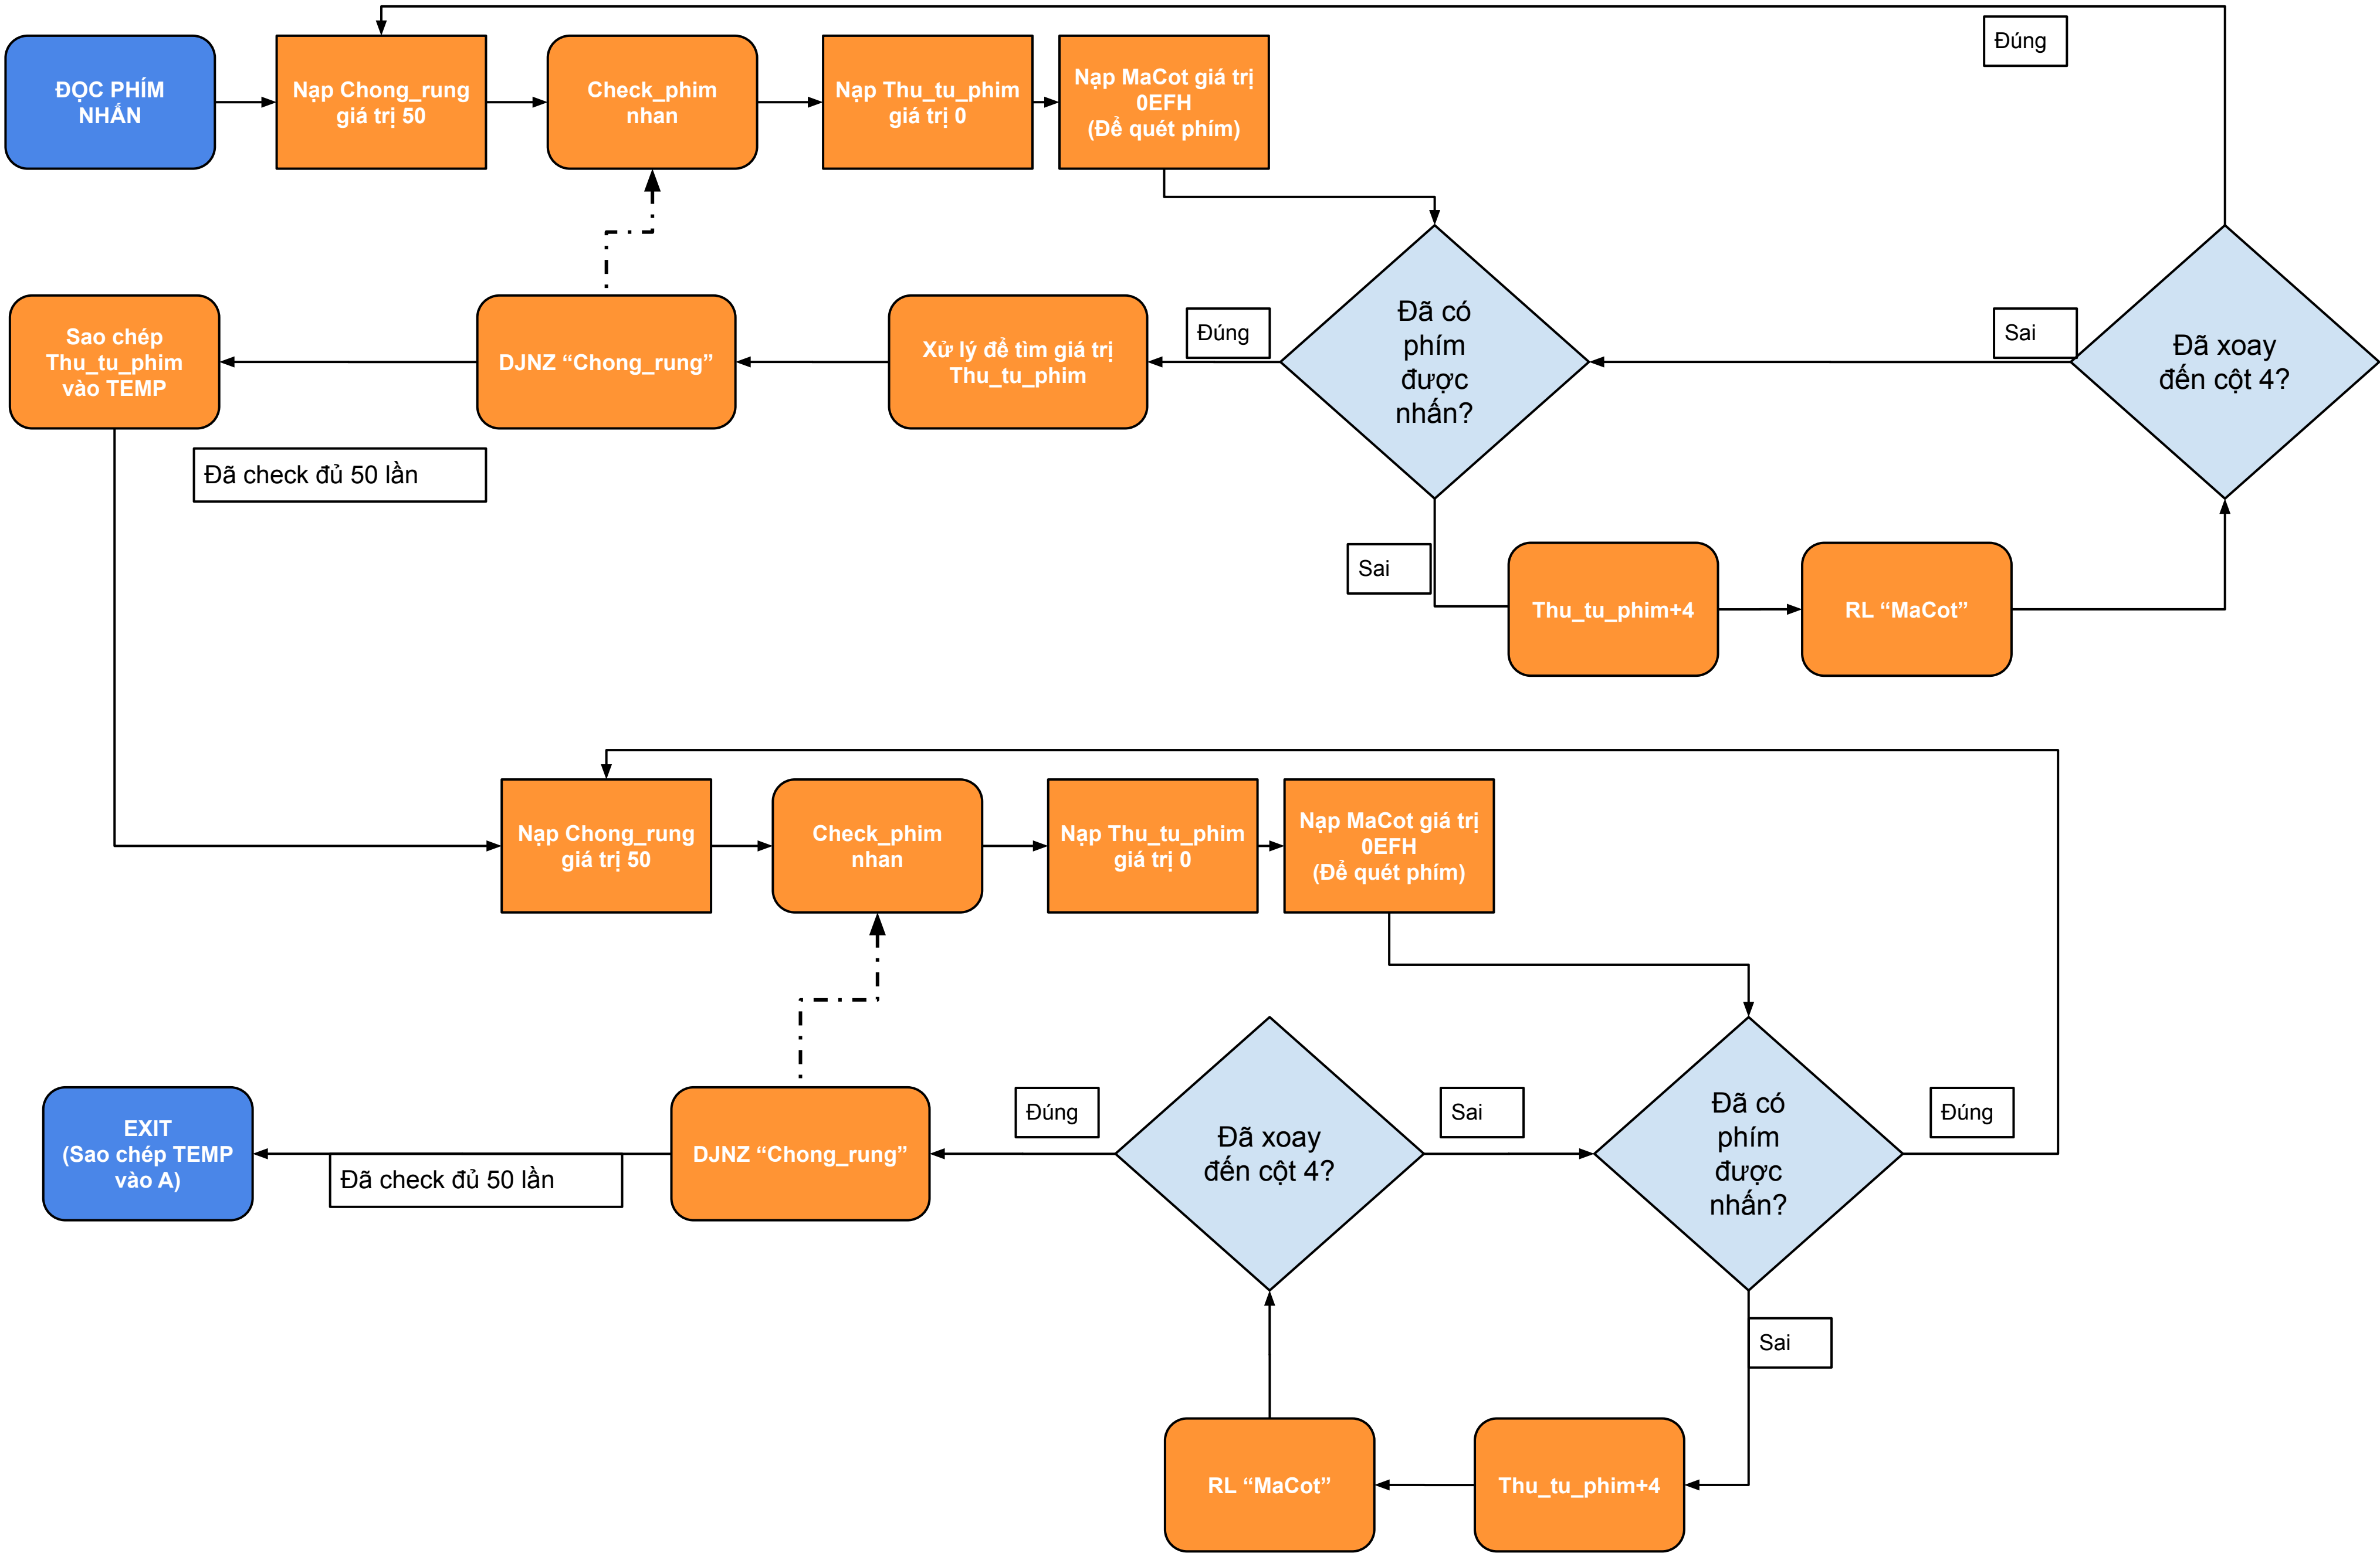 ĐỌC PHÍM
NHẤN
Nạp Chong_rung
giá trị 50
Check_phim
nhan
Nạp Thu_tu_phim
giá trị 0
Nạp MaCot giá trị
0EFH
(Để quét phím)
Đúng
Sao chép
Thu_tu_phim
vào TEMP
DJNZ “Chong_rung”
Xử lý để tìm giá trị
Thu_tu_phim
Đúng
Đã có
phím
được
nhấn?
Sai
Đã xoay
đến cột 4?
Đã check đủ 50 lần
Sai
Thu_tu_phim+4
RL “MaCot”
Nạp Chong_rung
giá trị 50
Check_phim
nhan
Nạp Thu_tu_phim
giá trị 0
Nạp MaCot giá trị
0EFH
(Để quét phím)
EXIT
(Sao chép TEMP
vào A)
Đã check đủ 50 lần
DJNZ “Chong_rung”
Đúng
Đã xoay
đến cột 4?
Sai
Đã có
phím
được
nhấn?
Đúng
Sai
RL “MaCot”
Thu_tu_phim+4